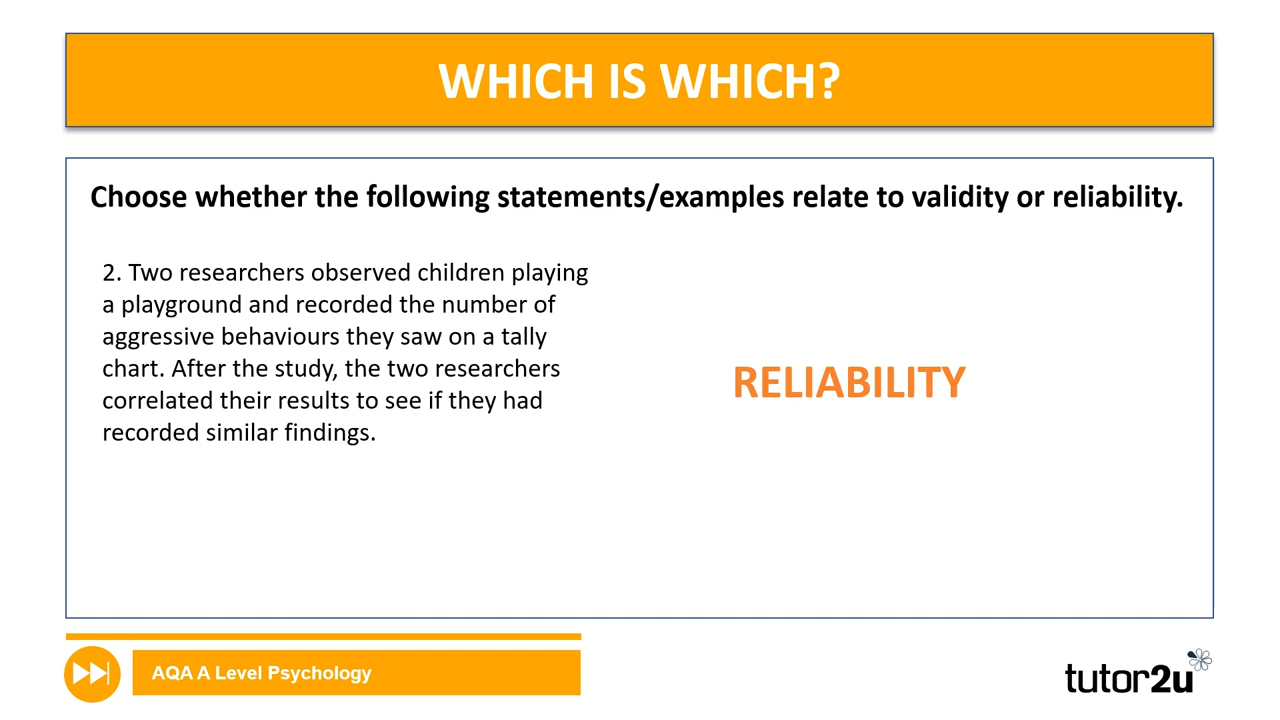 WHICH IS WHICH?
Choose whether the following statements/examples relate to validity or reliability.
2. Two researchers observed children playing
a playground and recorded the number of
aggressive behaviours they saw on a tally
chart. After the study, the two researchers
correlated their results to see if they had
recorded similar findings.
RELIABILITY
AQA A Level Psychology
tutor2u